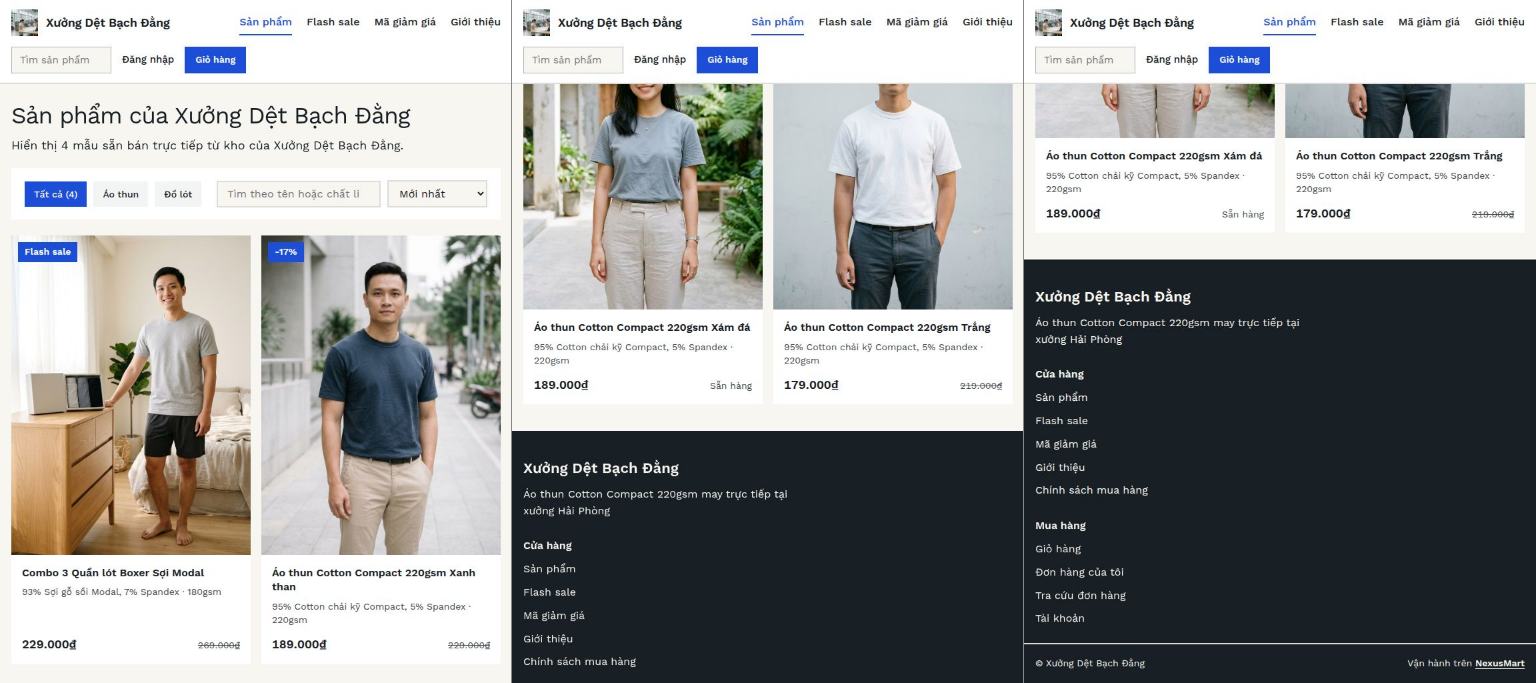 Xưởng Dệt Bạch Đằng
Sản phẩm Flash sale Mã giảm giá Giới thiệu
Tìm sản phẩm Đăng nhập Giỏ hàng
Sản phẩm của Xưởng Dệt Bạch Đằng
Hiển thị 4 mẫu sẵn bán trực tiếp từ kho của Xưởng Dệt Bạch Đằng.
Tất cả (4) Áo thun Đồ lót Tìm theo tên hoặc chất li Mới nhất
Flash sale
-17%
Combo 3 Quần lót Boxer Sợi Modal
93% Sợi gỗ sồi Modal, 7% Spandex · 180gsm
229.000₫ 269.000₫
Áo thun Cotton Compact 220gsm Xanh
than
95% Cotton chải kỹ Compact, 5% Spandex ·
220gsm
189.000₫ 229.000₫
Xưởng Dệt Bạch Đằng
Sản phẩm Flash sale Mã giảm giá Giới thiệu
Tìm sản phẩm Đăng nhập Giỏ hàng
Áo thun Cotton Compact 220gsm Xám đá
95% Cotton chải kỹ Compact, 5% Spandex ·
220gsm
189.000₫ Sẵn hàng
Áo thun Cotton Compact 220gsm Trắng
95% Cotton chải kỹ Compact, 5% Spandex ·
220gsm
179.000₫ 219.000₫
Xưởng Dệt Bạch Đằng
Áo thun Cotton Compact 220gsm may trực tiếp tại
xưởng Hải Phòng
Cửa hàng
Sản phẩm
Flash sale
Mã giảm giá
Giới thiệu
Chính sách mua hàng
Xưởng Dệt Bạch Đằng
Sản phẩm Flash sale Mã giảm giá Giới thiệu
Tìm sản phẩm Đăng nhập Giỏ hàng
Áo thun Cotton Compact 220gsm Xám đá
95% Cotton chải kỹ Compact, 5% Spandex ·
220gsm
189.000₫ Sẵn hàng
Áo thun Cotton Compact 220gsm Trắng
95% Cotton chải kỹ Compact, 5% Spandex ·
220gsm
179.000₫ 219.000₫
Xưởng Dệt Bạch Đằng
Áo thun Cotton Compact 220gsm may trực tiếp tại
xưởng Hải Phòng
Cửa hàng
Sản phẩm
Flash sale
Mã giảm giá
Giới thiệu
Chính sách mua hàng
Mua hàng
Giỏ hàng
Đơn hàng của tôi
Tra cứu đơn hàng
Tài khoản
© Xưởng Dệt Bạch Đằng Vận hành trên NexusMart